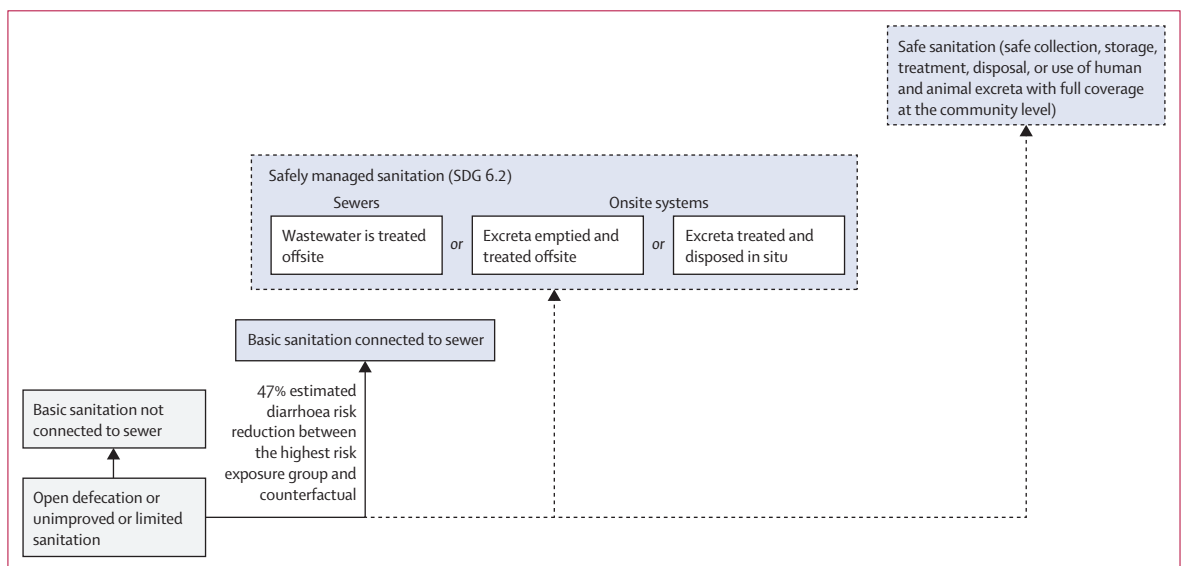 Safe sanitation (safe collection, storage,
treatment, disposal, or use of human
and animal excreta with full coverage
at the community level)
Safely managed sanitation (SDG 6.2)
Sewers
Onsite systems
Wastewater is treated
offsite
or
Excreta emptied and
treated offsite
or
Excreta treated and
disposed in situ
Basic sanitation connected to sewer
47% estimated
diarrhoea risk
reduction between
the highest risk
exposure group and
counterfactual
Basic sanitation not
connected to sewer
Open defecation or
unimproved or limited
sanitation